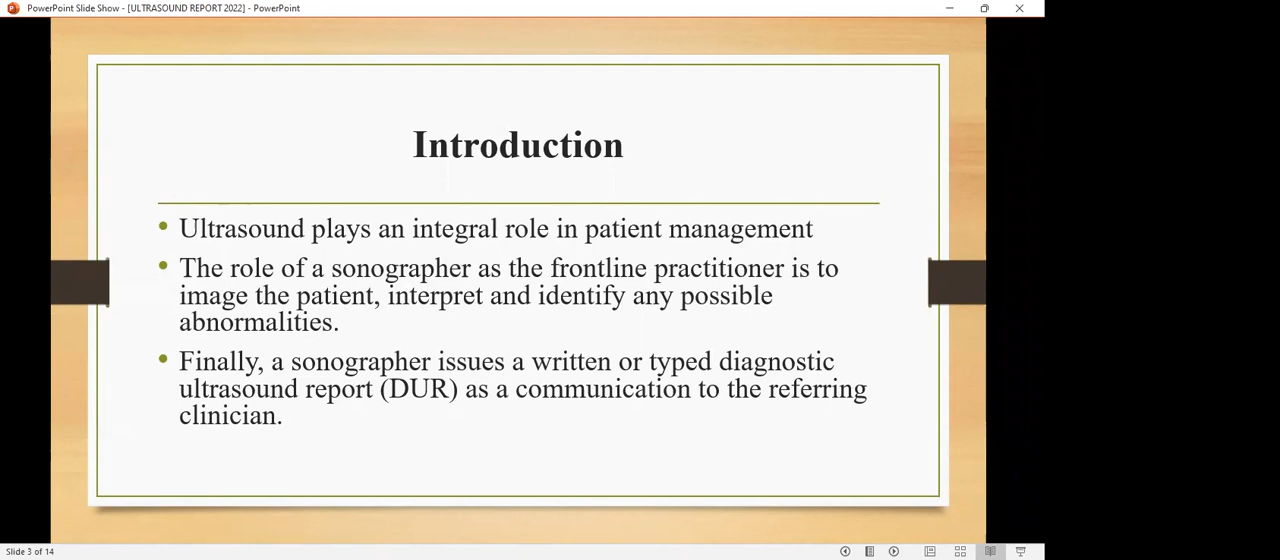 PowerPoint Slide Show - [ULTRASOUND REPORT 2022] - PowerPoint
Introduction
• Ultrasound plays an integral role in patient management
• The role of a sonographer as the frontline practitioner is to
image the patient, interpret and identify any possible
abnormalities.
• Finally, a sonographer issues a written or typed diagnostic
ultrasound report (DUR) as a communication to the referring
clinician.
Slide 3 of 14